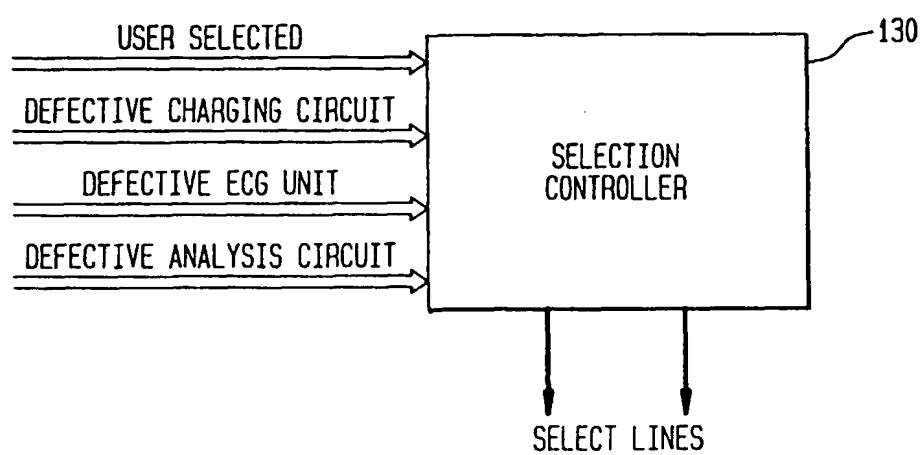 USER SELECTED
130
DEFECTIVE CHARGING CIRCUIT
DEFECTIVE ECG UNIT
DEFECTIVE ANALYSIS CIRCUIT
SELECTION
CONTROLLER
SELECT LINES